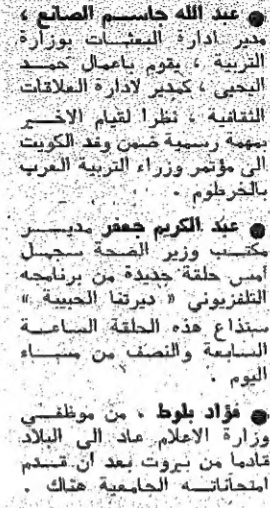 ● عبد الله جاسم الصانع ،
مدير ادارة البعثات بوزارة
التربية ، يقوم باعمال حمد
اليحيى ، كمدير لادارة العلاقات
الثقافية ، نظرا لقيام الاخير
بمهمة رسمية ضمن وفد الكويت
الى مؤتمر وزراء التربية العرب
بالخرطوم .
● عبد الكريم جعفر مدير
مكتب وزير الصحة سجل
أمس حلقة جديدة من برنامجه
التلفزيوني « ديرتنا الحبيبة »
ستذاع هذه الحلقة الساعة
السابعة والنصف من مساء
اليوم .
● فؤاد بلوط ، من موظفي
وزارة الاعلام عاد الى البلاد
قادما من بيروت بعد ان قدم
امتحاناته الجامعية هناك .